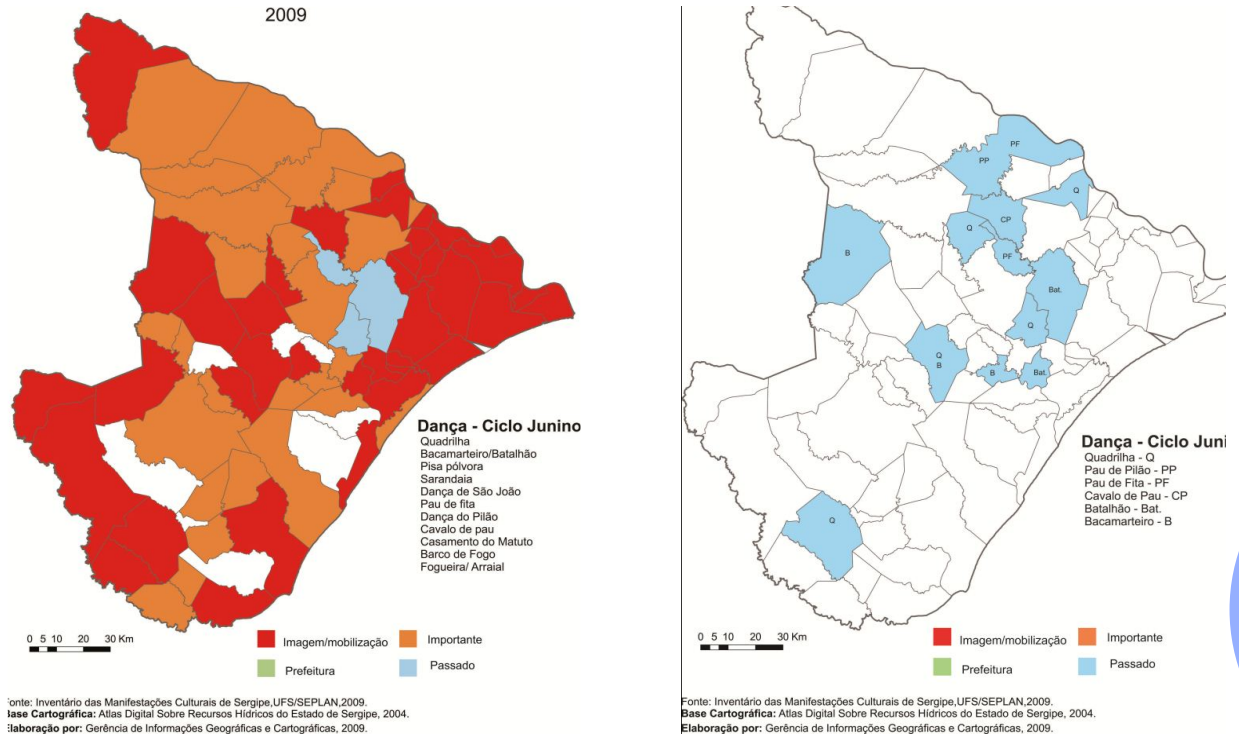 2009
Dança - Ciclo Junino
Quadrilha
Bacamarteiro/Batalhão
Pisa pólvora
Sarandaia
Dança de São João
Pau de fita
Dança do Pilão
Cavalo de pau
Casamento do Matuto
Barco de Fogo
Fogueira/ Arraial
0 5 10 20 30 Km
Imagem/mobilização
Importante
Prefeitura
Passado
Fonte: Inventário das Manifestações Culturais de Sergipe,UFS/SEPLAN,2009.
Base Cartográfica: Atlas Digital Sobre Recursos Hídricos do Estado de Sergipe, 2004.
Elaboração por: Gerência de Informações Geográficas e Cartográficas, 2009.
PF
PP
Q
CP
Q
PF
B
Bat.
Q
Q
B
B
Bat.
Q
Dança - Ciclo Juni
Quadrilha - Q
Pau de Pilão - PP
Pau de Fita - PF
Cavalo de Pau - CP
Batalhão - Bat.
Bacamarteiro - B
0 5 10 20 30 Km
Imagem/mobilização
Importante
Prefeitura
Passado
Fonte: Inventário das Manifestações Culturais de Sergipe,UFS/SEPLAN,2009.
Base Cartográfica: Atlas Digital Sobre Recursos Hídricos do Estado de Sergipe, 2004.
Elaboração por: Gerência de Informações Geográficas e Cartográficas, 2009.